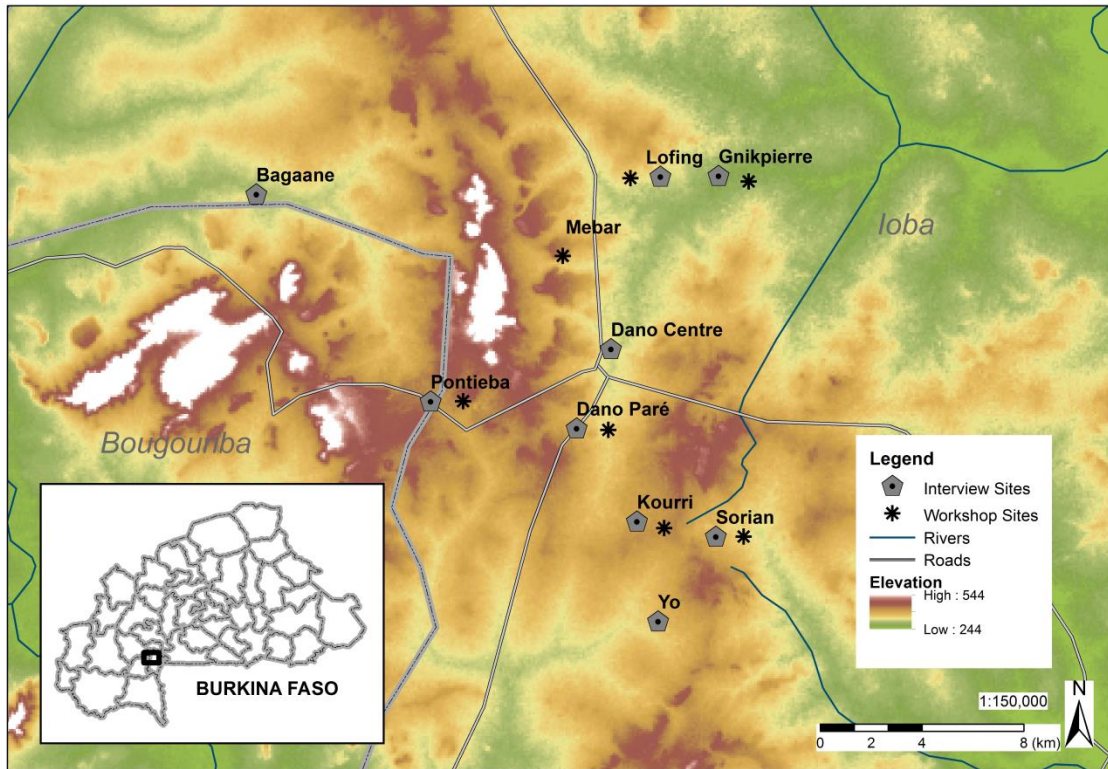 Lofing
Gnikpierre
Bagaane
Ioba
Mebar
Dano Centre
Pontieba
Dano Paré
Bougouriba
Legend
Interview Sites
Workshop Sites
Rivers
Roads
Elevation
High : 544
Low : 244
Kourri
Sorian
Yo
BURKINA FASO
1:150,000
N
0 2 4 8 (km)